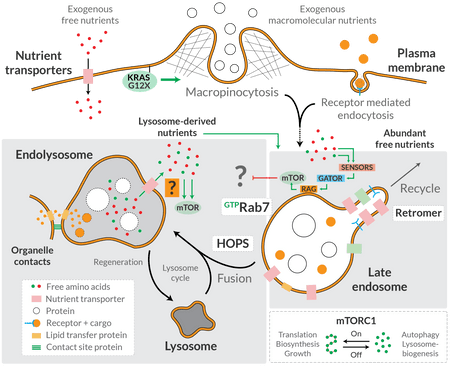 Exogenous
free nutrients
Exogenous
macromolecular nutrients
Nutrient
transporters
KRAS
G12X
Macropinocytosis
Plasma
membrane
Receptor mediated
endocytosis
Lysosome-derived
nutrients
Abundant
free nutrients
Endolysosome
?
mTOR
?
SENSORS
mTOR
GATOR
RAG
GTPRab7
Recycle
Retromer
HOPS
Organelle
contacts
Regeneration
Lysosome
cycle
Fusion
Late
endosome
Lysosome
Free amino acids
Nutrient transporter
Protein
Receptor + cargo
Lipid transfer protein
Contact site protein
mTORC1
Translation
Biosynthesis
Growth
On
Off
Autophagy
Lysosome-
biogenesis